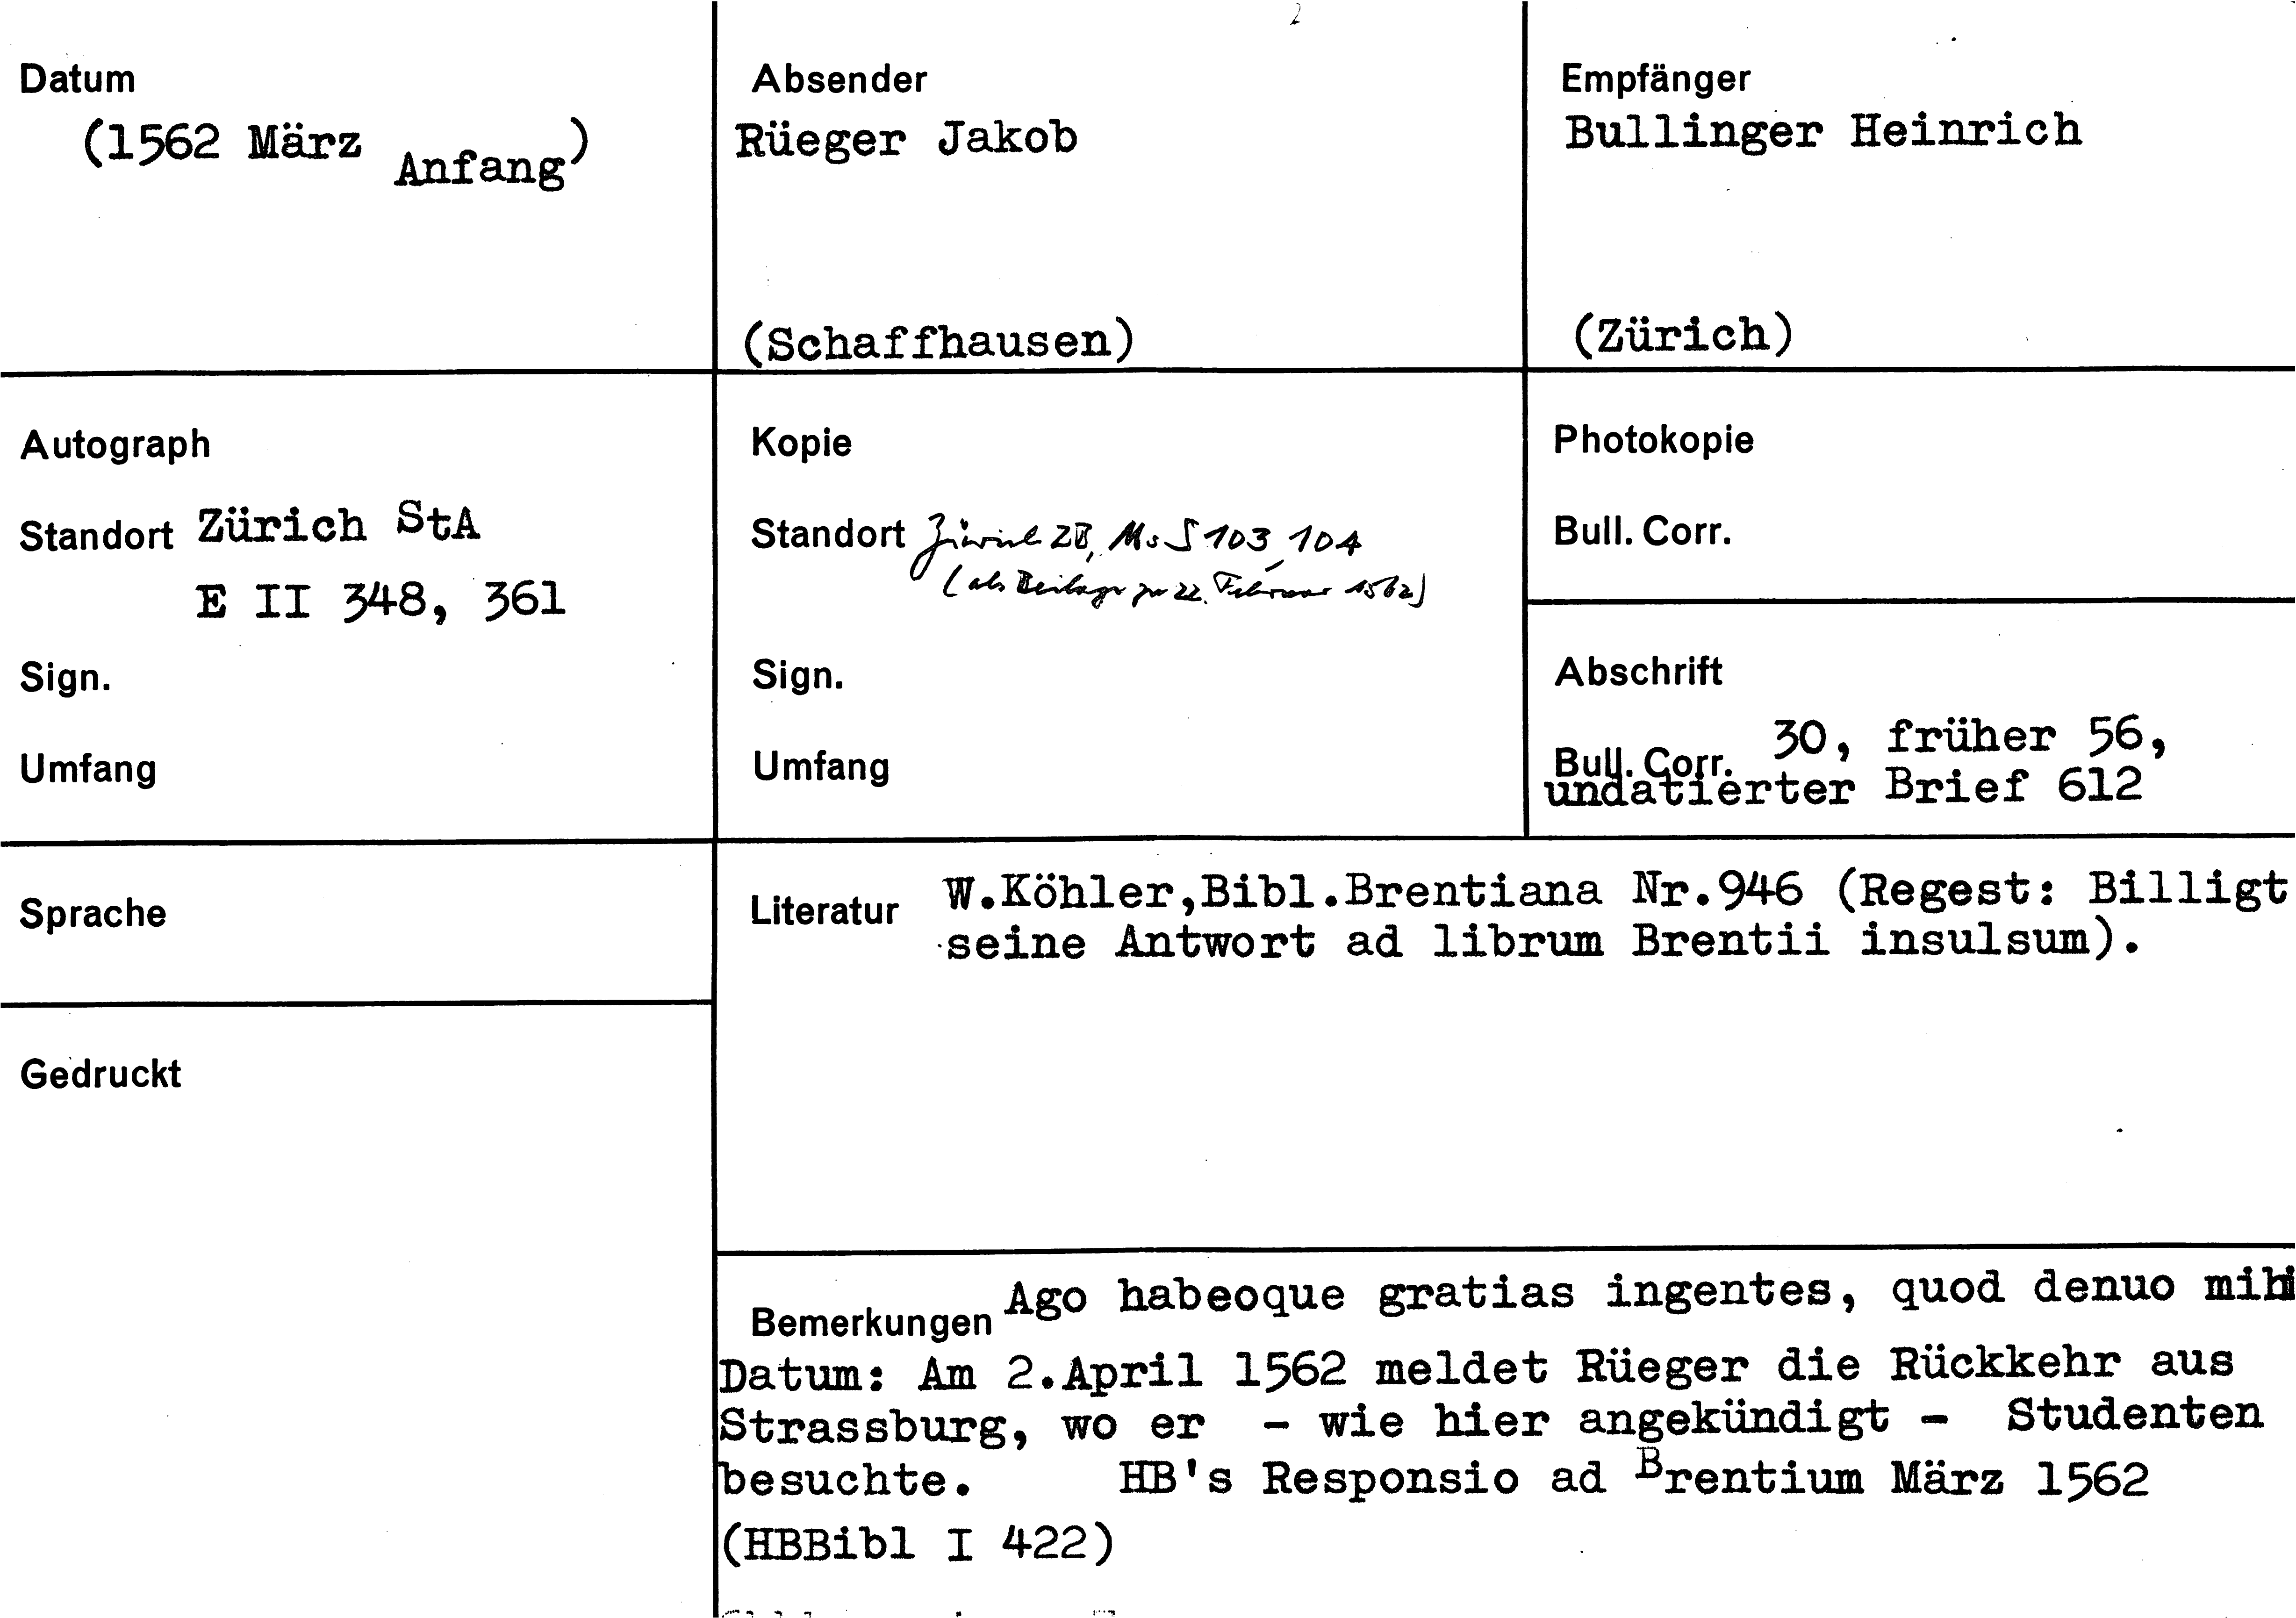 2
Datum
(1562 März Anfang)
Absender
Rüeger Jakob
(Schaffhausen)
Empfänger
Bullinger Heinrich
(Zürich)
Autograph
Standort Zürich StA
E II 348, 361
Sign.
Umfang
Kopie
Standort Zürich ZB, Ms S 103, 104
(als Beilage zu 22. Februar 1562)
Sign.
Umfang
Photokopie
Bull. Corr.
Abschrift
Bull. Corr. 30, früher 56,
undatierter Brief 612
Sprache
Gedruckt
Literatur W.Köhler,Bibl.Brentiana Nr.946 (Regest: Billigt
seine Antwort ad librum Brentii insulsum).
Bemerkungen Ago habeoque gratias ingentes, quod denuo mihi
Datum: Am 2.April 1562 meldet Rüeger die Rückkehr aus
Strassburg, wo er - wie hier angekündigt - Studenten
besuchte. HB's Responsio ad Brentium März 1562
(HBBibl I 422)